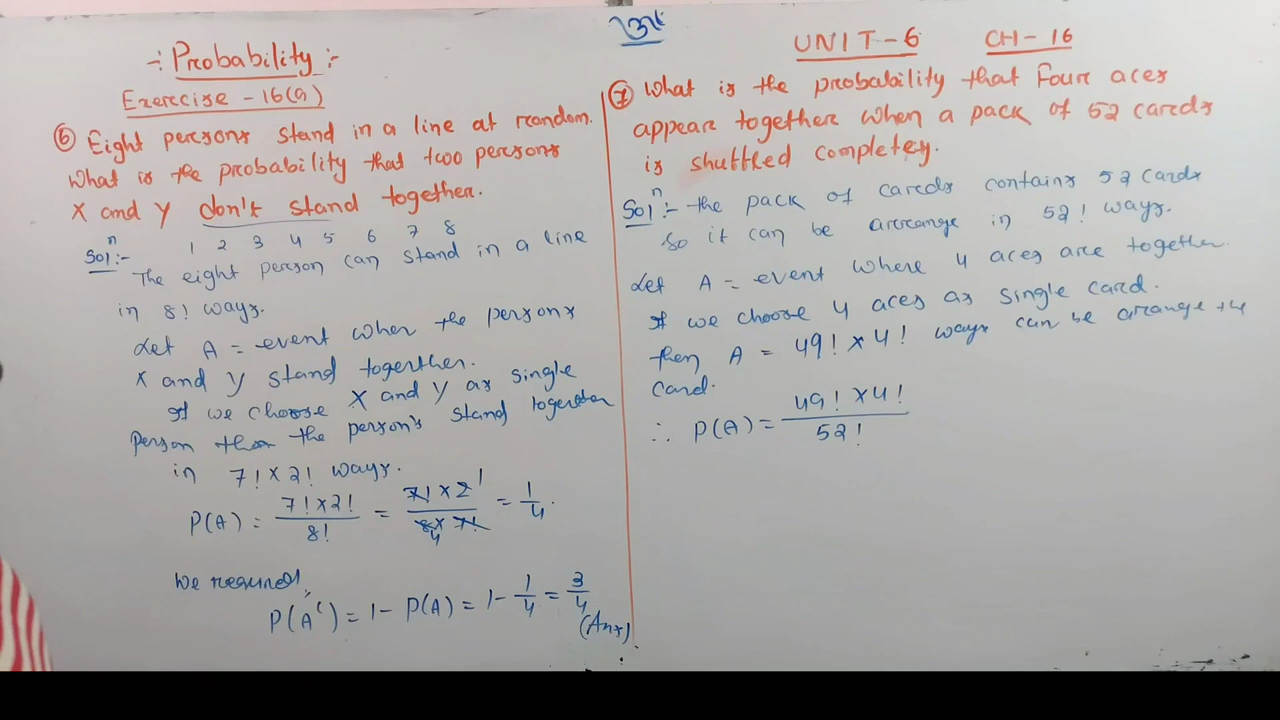 ॐ
UNIT-6 CH-16
-: Probability :-
Exercise - 16(a)
⑥ Eight persons stand in a line at random.
What is the probability that two persons
X and Y don't stand together.
Solⁿ:- 1 2 3 4 5 6 7 8
The eight person can stand in a line
in 8! ways.
Let A = event when the persons
X and Y stand together.
If we choose X and Y as single
person then the person's stand together
in 7! × 2! ways.
P(A) = 7! × 2! / 8! = 7! × 2 / 8 × 7! = 1/4.
We required,
P(A') = 1 - P(A) = 1 - 1/4 = 3/4
(Ans)
⑦ What is the probability that Four aces
appear together when a pack of 52 cards
is shuttled completey.
Solⁿ:- the pack of cards contains 52 cards
So it can be arrange in 52! ways.
Let A = event where 4 aces are together.
If we choose 4 aces as single card.
then A = 49! × 4! ways can be arrange the
card.
∴ P(A) = 49! × 4! / 52!